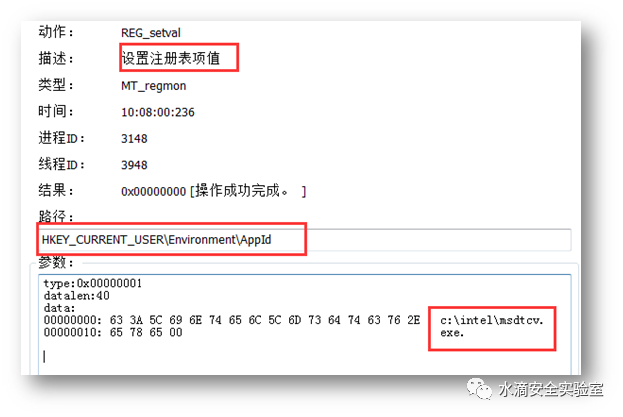 动作: REG_setval
描述: 设置注册表项值
类型: MT_regmon
时间: 10:08:00:236
进程ID: 3148
线程ID: 3948
结果: 0x00000000 [操作成功完成。 ]
路径:
HKEY_CURRENT_USER\Environment\AppId
参数:
type:0x00000001
datalen:40
data:
00000000: 63 3A 5C 69 6E 74 65 6C 5C 6D 73 64 74 63 76 2E c:\intel\msdtcv.
00000010: 65 78 65 00 exe.
水滴安全实验室